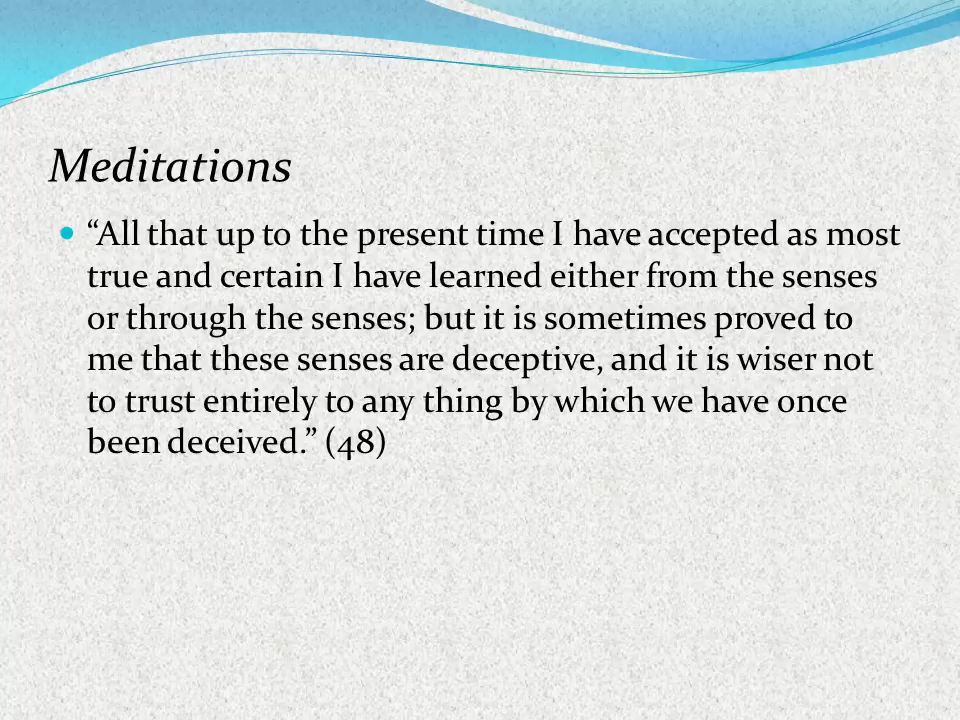 Meditations
“All that up to the present time I have accepted as most
true and certain I have learned either from the senses
or through the senses; but it is sometimes proved to
me that these senses are deceptive, and it is wiser not
to trust entirely to any thing by which we have once
been deceived.” (48)